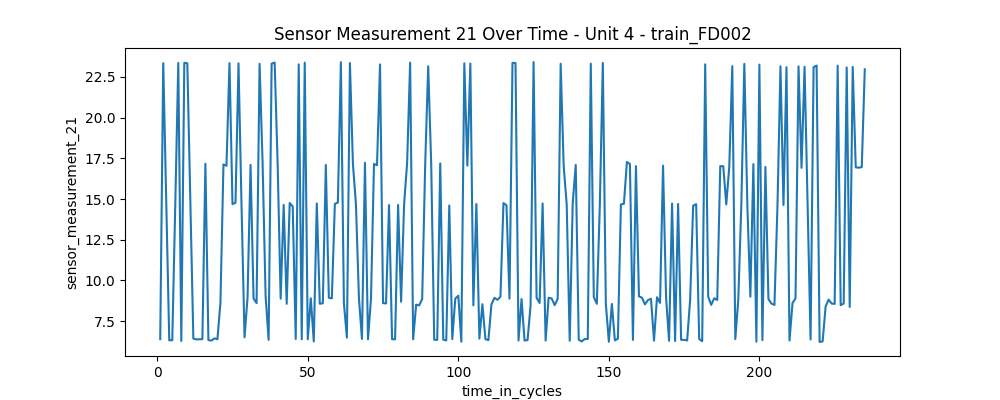 Sensor Measurement 21 Over Time - Unit 4 - train_FD002
22.5
20.0
17.5
15.0
12.5
10.0
7.5
sensor_measurement_21
0 50 100 150 200
time_in_cycles